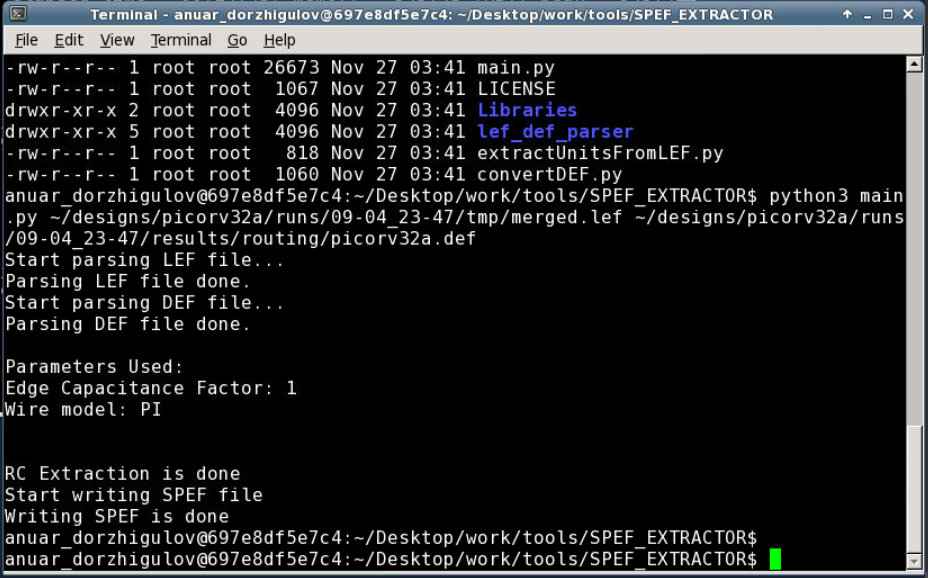 Terminal - anuar_dorzhigulov@697e8df5e7c4: ~/Desktop/work/tools/SPEF_EXTRACTOR
File Edit View Terminal Go Help
-rw-r--r-- 1 root root 26673 Nov 27 03:41 main.py
-rw-r--r-- 1 root root  1067 Nov 27 03:41 LICENSE
drwxr-xr-x 2 root root  4096 Nov 27 03:41 Libraries
drwxr-xr-x 5 root root  4096 Nov 27 03:41 lef_def_parser
-rw-r--r-- 1 root root   818 Nov 27 03:41 extractUnitsFromLEF.py
-rw-r--r-- 1 root root  1060 Nov 27 03:41 convertDEF.py
anuar_dorzhigulov@697e8df5e7c4:~/Desktop/work/tools/SPEF_EXTRACTOR$ python3 main
.py ~/designs/picorv32a/runs/09-04_23-47/tmp/merged.lef ~/designs/picorv32a/runs
/09-04_23-47/results/routing/picorv32a.def
Start parsing LEF file...
Parsing LEF file done.
Start parsing DEF file...
Parsing DEF file done.
Parameters Used:
Edge Capacitance Factor: 1
Wire model: PI
RC Extraction is done
Start writing SPEF file
Writing SPEF is done
anuar_dorzhigulov@697e8df5e7c4:~/Desktop/work/tools/SPEF_EXTRACTOR$
anuar_dorzhigulov@697e8df5e7c4:~/Desktop/work/tools/SPEF_EXTRACTOR$